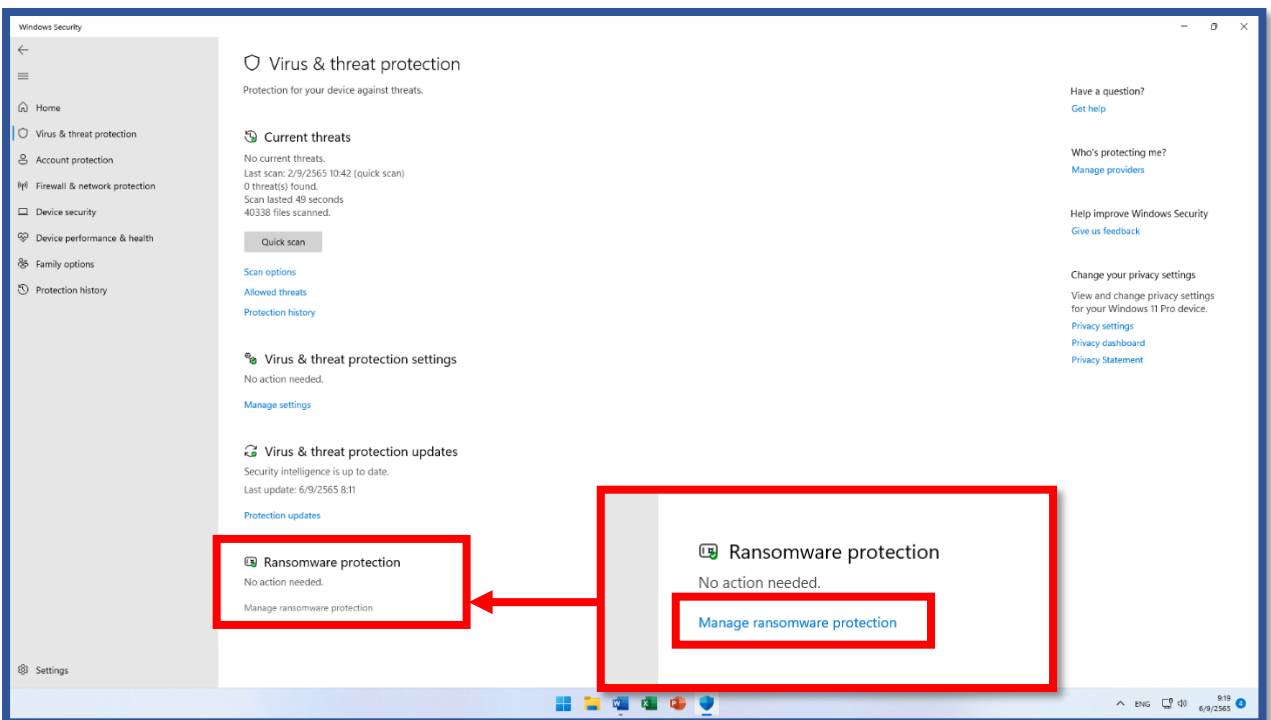 Windows Security
Home
Virus & threat protection
Account protection
Firewall & network protection
Device security
Device performance & health
Family options
Protection history
Settings
Virus & threat protection
Protection for your device against threats.
Current threats
No current threats.
Last scan: 2/9/2565 10:42 (quick scan)
0 threat(s) found.
Scan lasted 49 seconds
40338 files scanned.
Quick scan
Scan options
Allowed threats
Protection history
Virus & threat protection settings
No action needed.
Manage settings
Virus & threat protection updates
Security intelligence is up to date.
Last update: 6/9/2565 8:11
Protection updates
Ransomware protection
No action needed.
Manage ransomware protection
Ransomware protection
No action needed.
Manage ransomware protection
Have a question?
Get help
Who's protecting me?
Manage providers
Help improve Windows Security
Give us feedback
Change your privacy settings
View and change privacy settings
for your Windows 11 Pro device.
Privacy settings
Privacy dashboard
Privacy Statement
ENG
9:19
6/9/2565
4